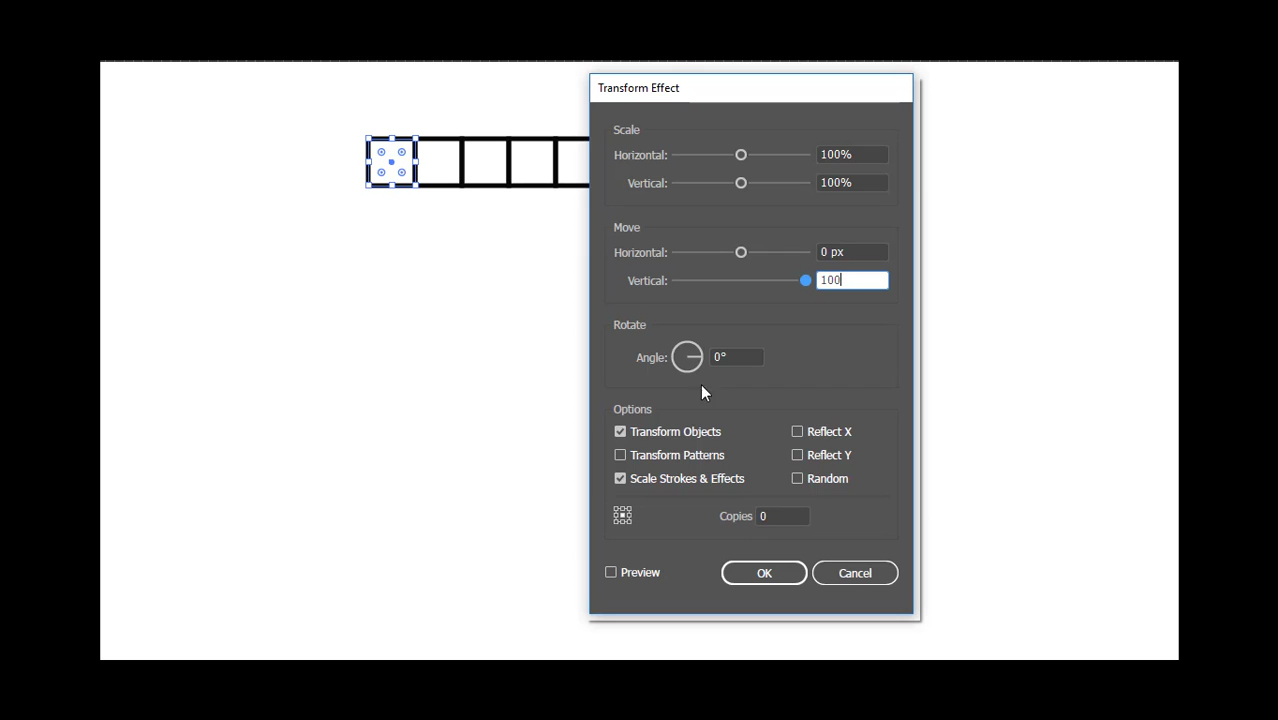 Transform Effect
Scale
Horizontal: 100%
Vertical: 100%
Move
Horizontal: 0 px
Vertical: 100
Rotate
Angle: 0°
Options
Transform Objects Reflect X
Transform Patterns Reflect Y
Scale Strokes & Effects Random
Copies 0
Preview OK Cancel